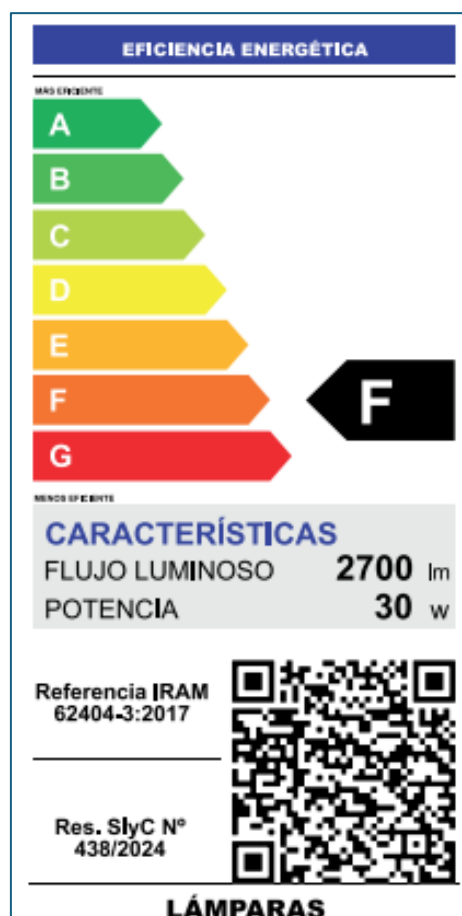 EFICIENCIA ENERGÉTICA
MÁS EFICIENTE
A
B
C
D
E
F
F
G
MENOS EFICIENTE
CARACTERÍSTICAS
FLUJO LUMINOSO 2700 lm
POTENCIA 30 w
Referencia IRAM
62404-3:2017
Res. SIyC Nº
438/2024
LÁMPARAS